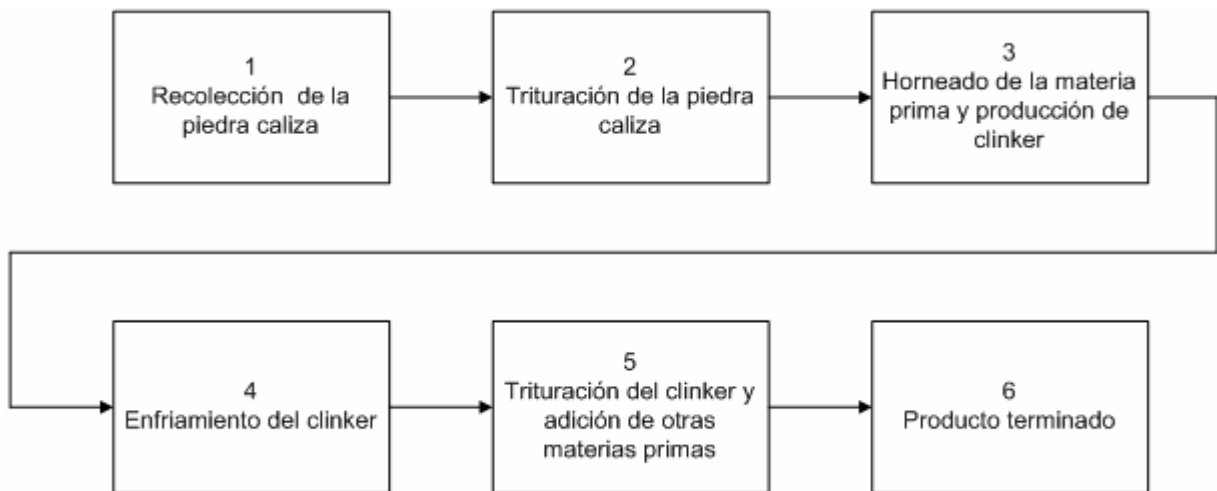 1
Recolección de la
piedra caliza
2
Trituración de la piedra
caliza
3
Horneado de la materia
prima y producción de
clinker
4
Enfriamiento del clinker
5
Trituración del clinker y
adición de otras
materias primas
6
Producto terminado